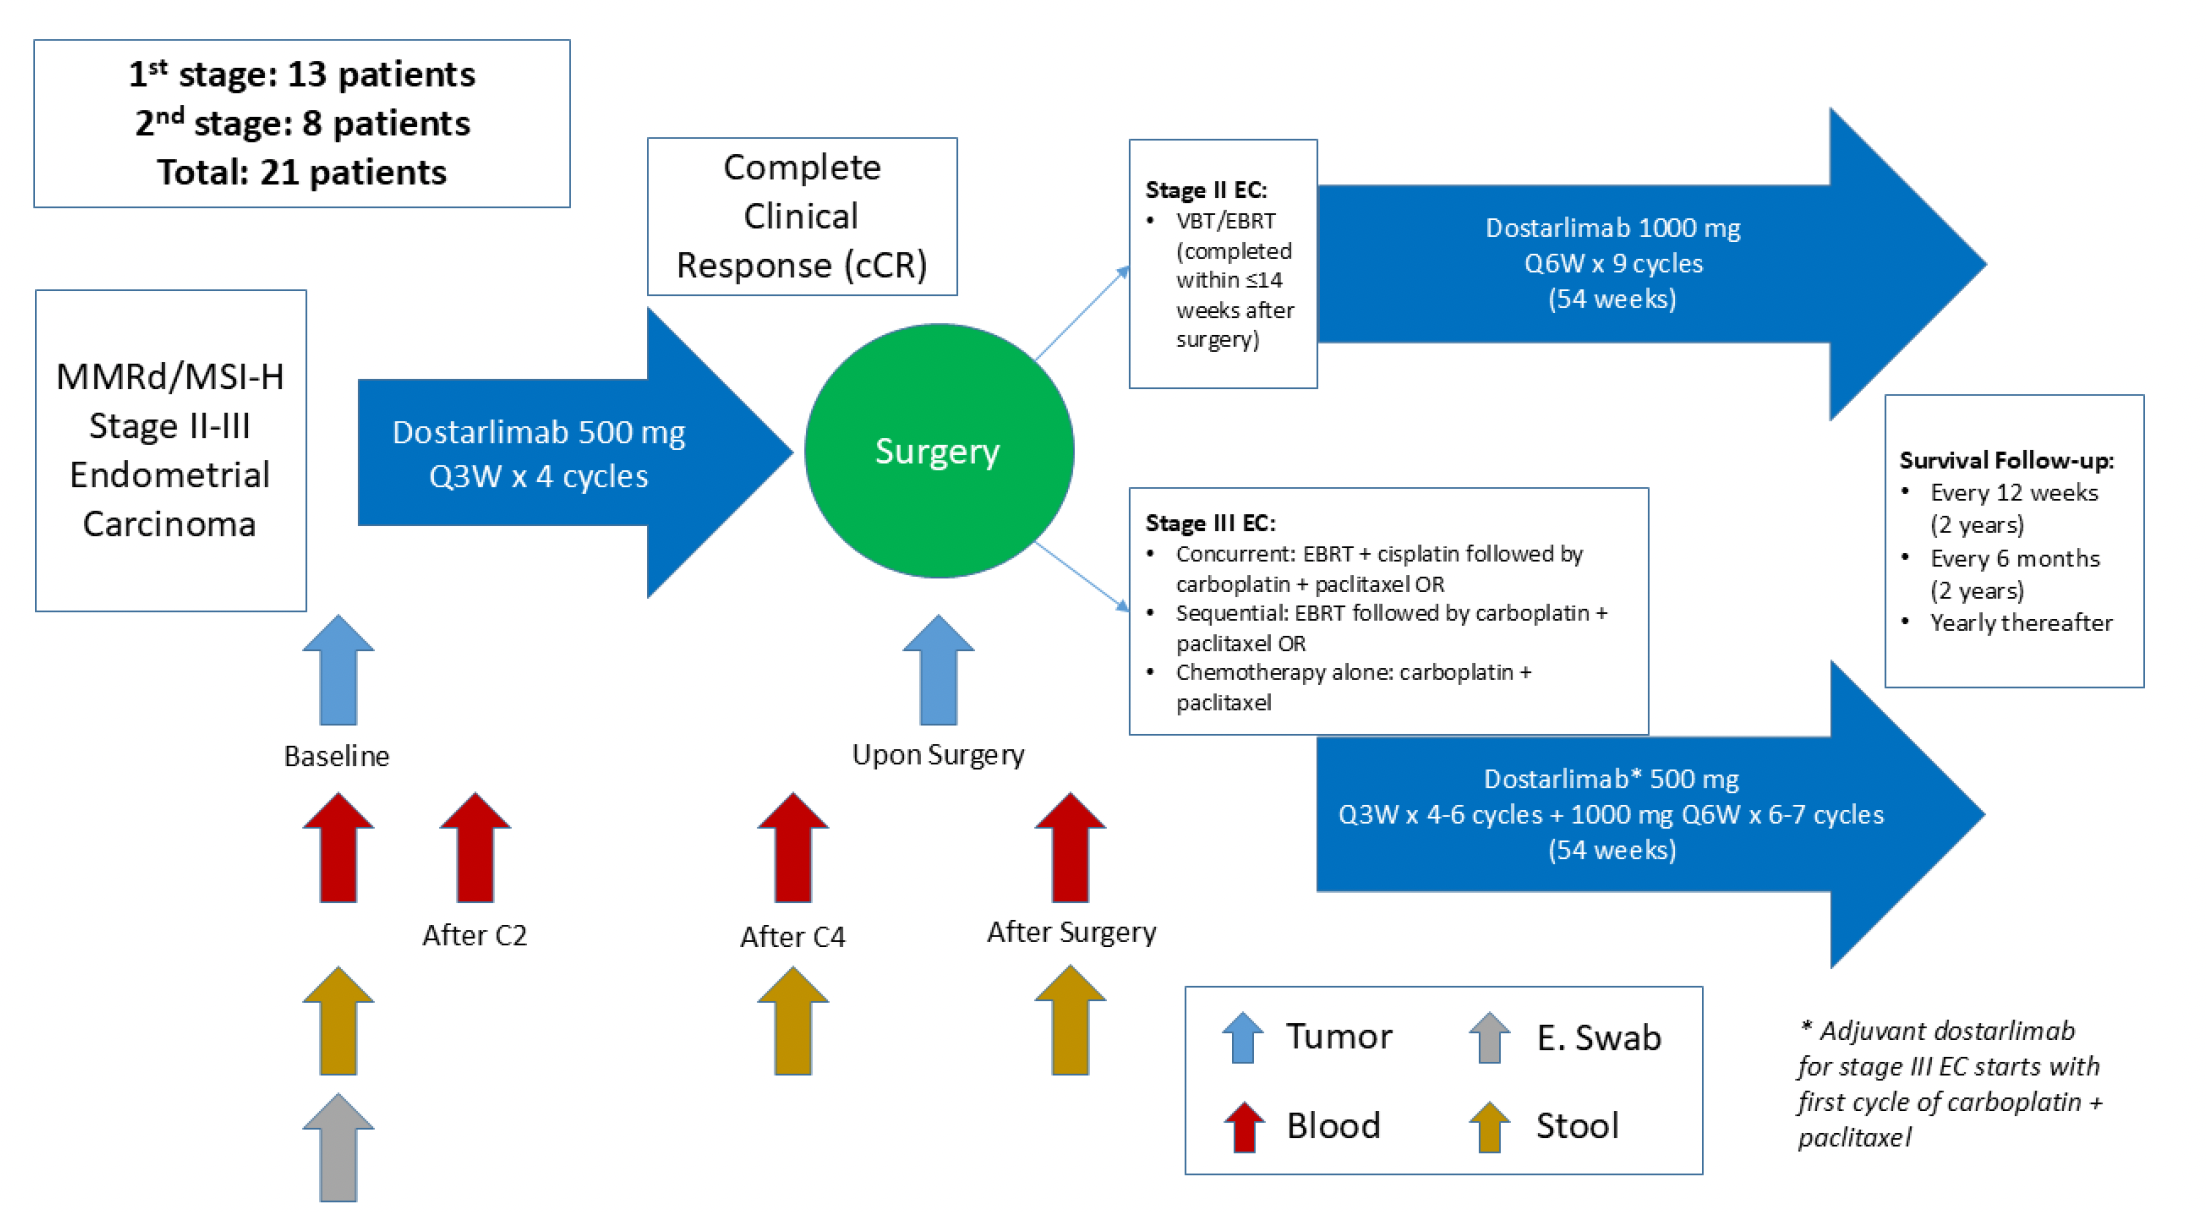 1st stage: 13 patients
2nd stage: 8 patients
Total: 21 patients
MMRd/MSI-H
Stage II-III
Endometrial
Carcinoma
Dostarlimab 500 mg
Q3W x 4 cycles
Complete
Clinical
Response (cCR)
Surgery
Stage II EC:
• VBT/EBRT
(completed
within ≤14
weeks after
surgery)
Dostarlimab 1000 mg
Q6W x 9 cycles
(54 weeks)
Stage III EC:
• Concurrent: EBRT + cisplatin followed by
carboplatin + paclitaxel OR
• Sequential: EBRT followed by carboplatin +
paclitaxel OR
• Chemotherapy alone: carboplatin +
paclitaxel
Dostarlimab* 500 mg
Q3W x 4-6 cycles + 1000 mg Q6W x 6-7 cycles
(54 weeks)
Survival Follow-up:
• Every 12 weeks
(2 years)
• Every 6 months
(2 years)
• Yearly thereafter
Baseline
Upon Surgery
After C2
After C4
After Surgery
Tumor
E. Swab
Blood
Stool
* Adjuvant dostarlimab
for stage III EC starts with
first cycle of carboplatin +
paclitaxel